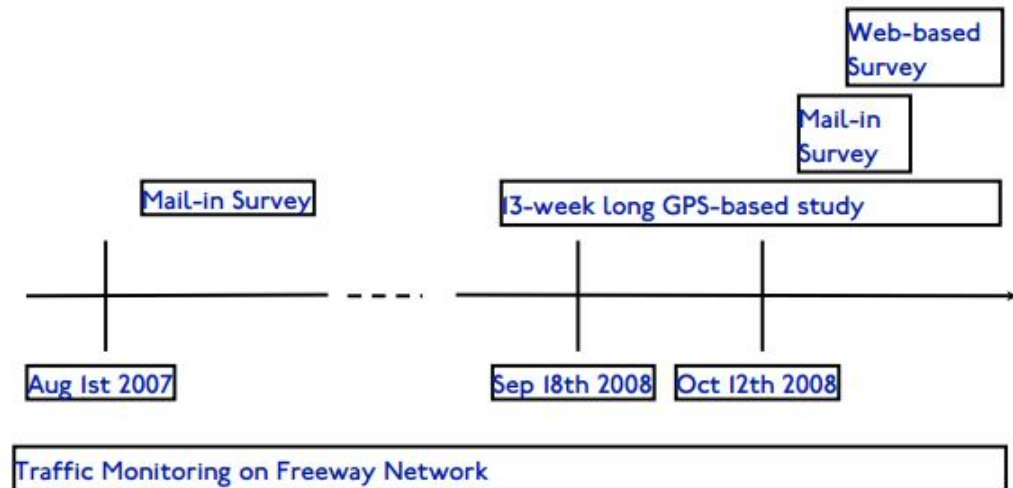 Web-based
Survey
Mail-in
Survey
Mail-in Survey
13-week long GPS-based study
Aug 1st 2007
Sep 18th 2008
Oct 12th 2008
Traffic Monitoring on Freeway Network